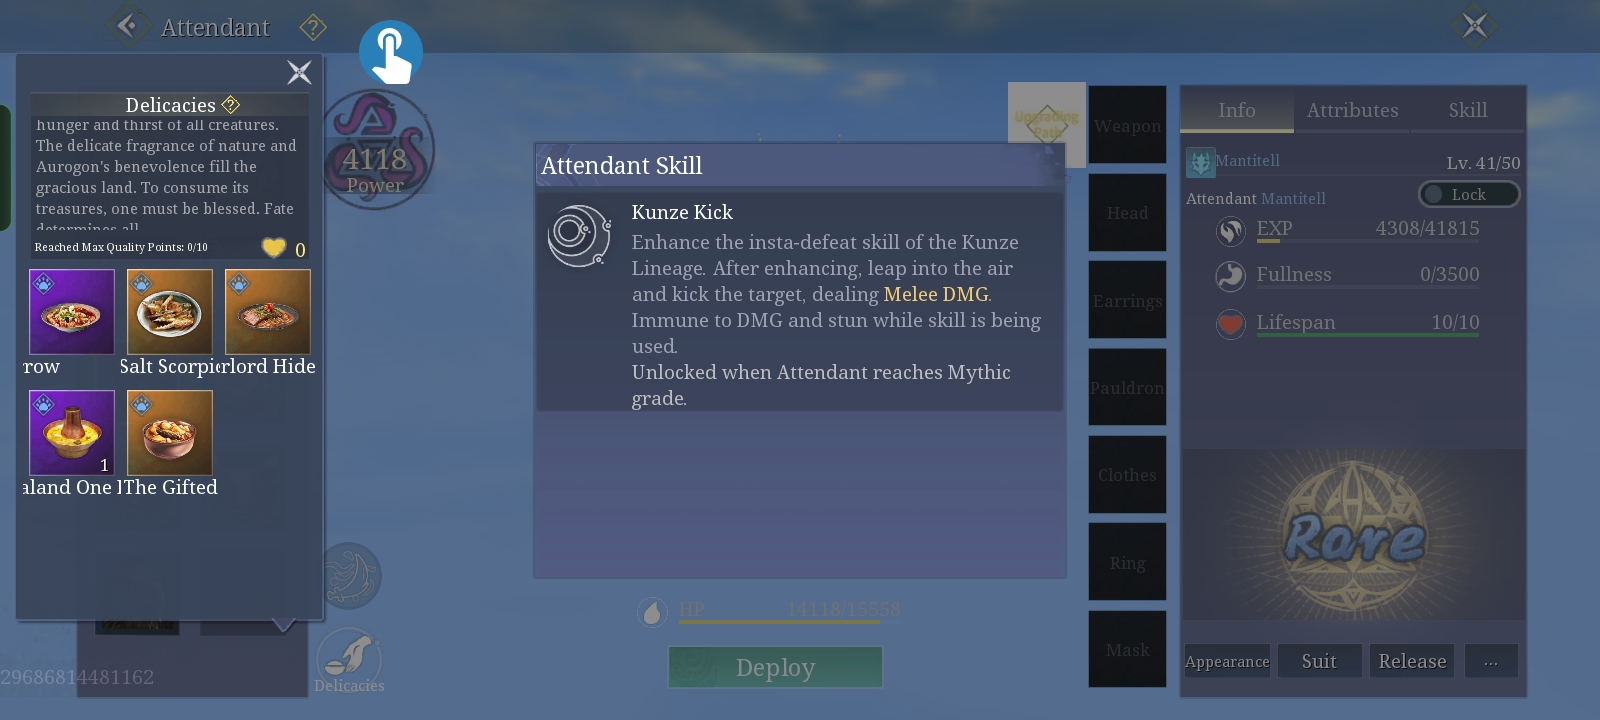 Attendant
Delicacies
hunger and thirst of all creatures.
The delicate fragrance of nature and
Aurogon's benevolence fill the
gracious land. To consume its
treasures, one must be blessed. Fate
determines all
Reached Max Quality Points: 0/10
0
row
Salt Scorpi
rlord Hide
1
aland One
The Gifted
29686814481162
4118
Power
Delicacies
Attendant Skill
Kunze Kick
Enhance the insta-defeat skill of the Kunze
Lineage. After enhancing, leap into the air
and kick the target, dealing Melee DMG.
Immune to DMG and stun while skill is being
used.
Unlocked when Attendant reaches Mythic
grade.
HP 14118/15558
Deploy
Upgrading
Path
Weapon
Head
Earrings
Pauldron
Clothes
Ring
Mask
Info Attributes Skill
Mantitell
Lv. 41/50
Attendant Mantitell
Lock
EXP 4308/41815
Fullness 0/3500
Lifespan 10/10
Rare
Appearance Suit Release ...